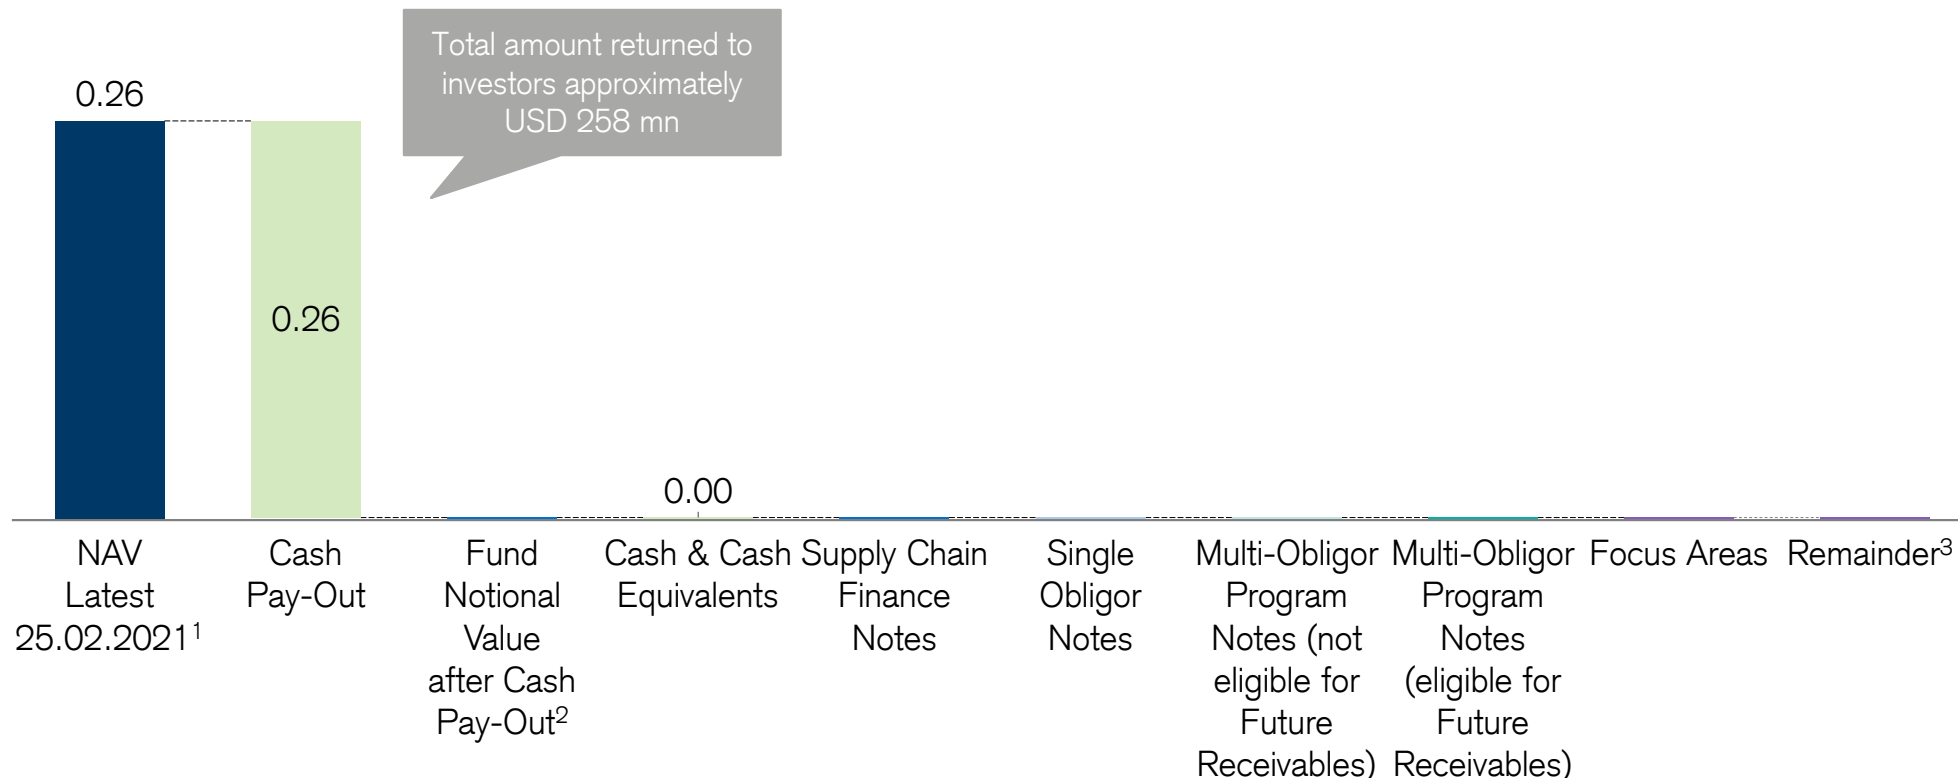 Total amount returned to
investors approximately
USD 258 mn
0.26
0.26
0.00
NAV
Latest
25.02.2021¹
Cash
Pay-Out
Fund
Notional
Value
after Cash
Pay-Out²
Cash & Cash
Equivalents
Supply Chain
Finance
Notes
Single
Obligor
Notes
Multi-Obligor
Program
Notes (not
eligible for
Future
Receivables)
Multi-Obligor
Program
Notes
(eligible for
Future
Receivables)
Focus Areas
Remainder³